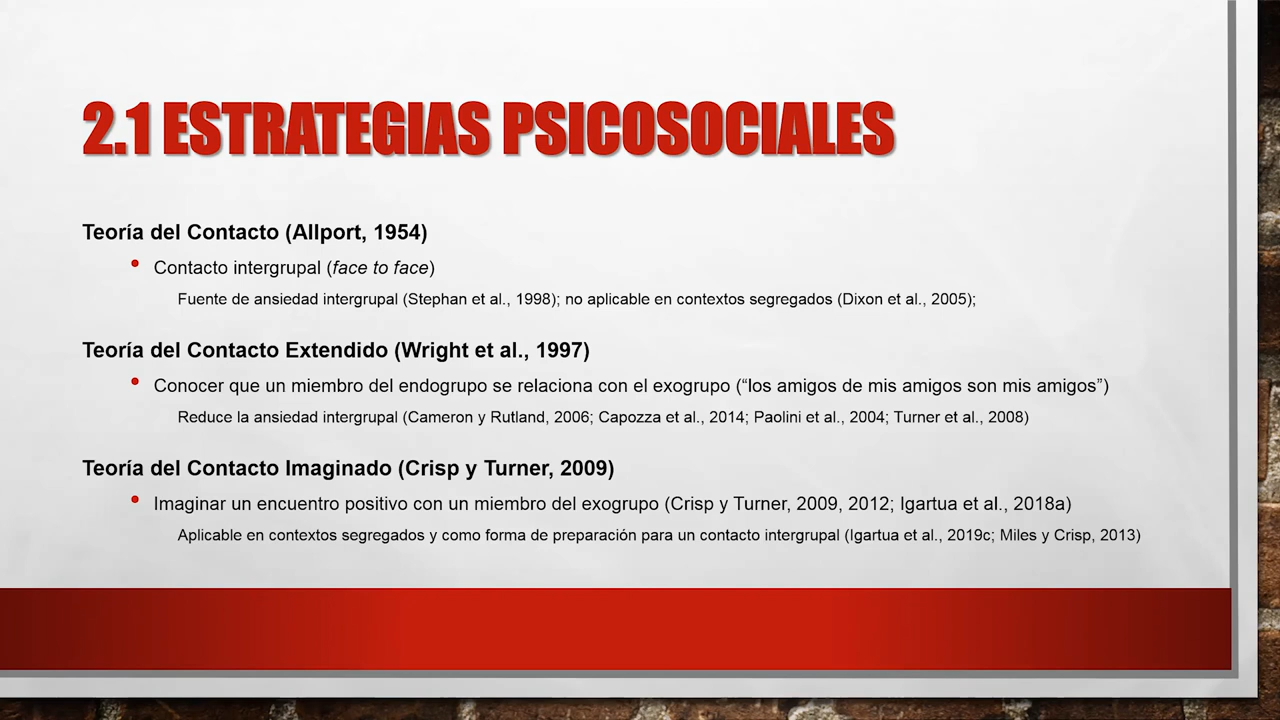 2.1 ESTRATEGIAS PSICOSOCIALES
Teoría del Contacto (Allport, 1954)
• Contacto intergrupal (face to face)
Fuente de ansiedad intergrupal (Stephan et al., 1998); no aplicable en contextos segregados (Dixon et al., 2005);
Teoría del Contacto Extendido (Wright et al., 1997)
• Conocer que un miembro del endogrupo se relaciona con el exogrupo (“los amigos de mis amigos son mis amigos”)
Reduce la ansiedad intergrupal (Cameron y Rutland, 2006; Capozza et al., 2014; Paolini et al., 2004; Turner et al., 2008)
Teoría del Contacto Imaginado (Crisp y Turner, 2009)
• Imaginar un encuentro positivo con un miembro del exogrupo (Crisp y Turner, 2009, 2012; Igartua et al., 2018a)
Aplicable en contextos segregados y como forma de preparación para un contacto intergrupal (Igartua et al., 2019c; Miles y Crisp, 2013)